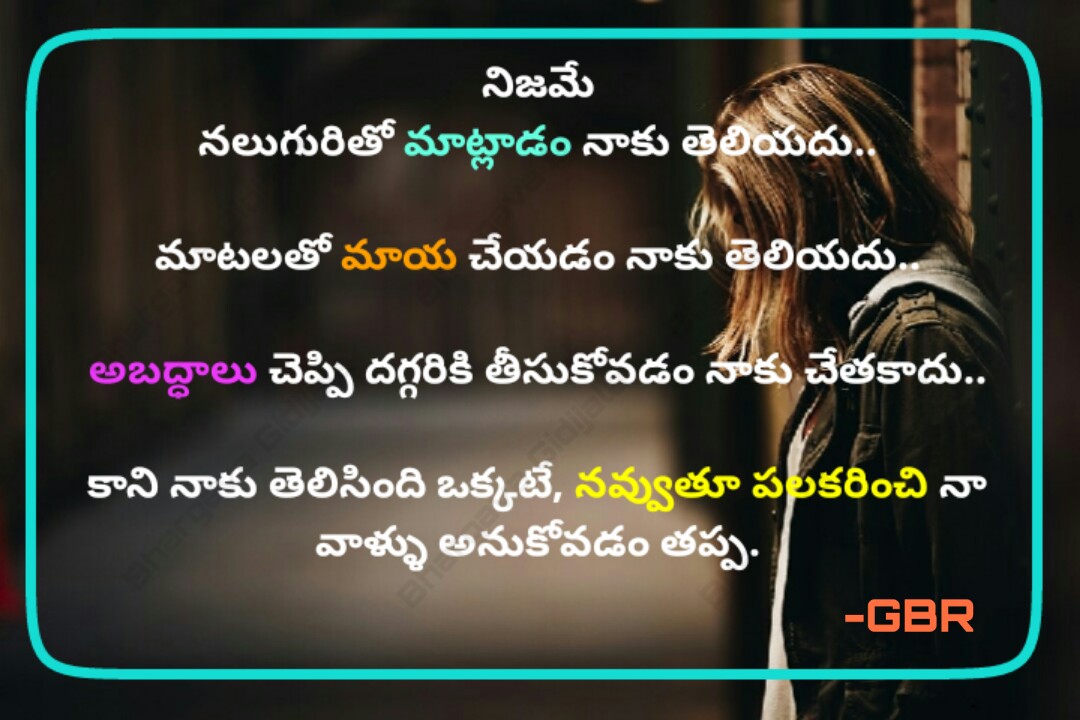 నిజమే
నలుగురితో మాట్లాడం నాకు తెలియదు..
మాటలతో మాయ చేయడం నాకు తెలియదు..
అబద్ధాలు చెప్పి దగ్గరికి తీసుకోవడం నాకు చేతకాదు..
కాని నాకు తెలిసింది ఒక్కటే, నవ్వుతూ పలకరించి నా
వాళ్ళు అనుకోవడం తప్ప.
-GBR